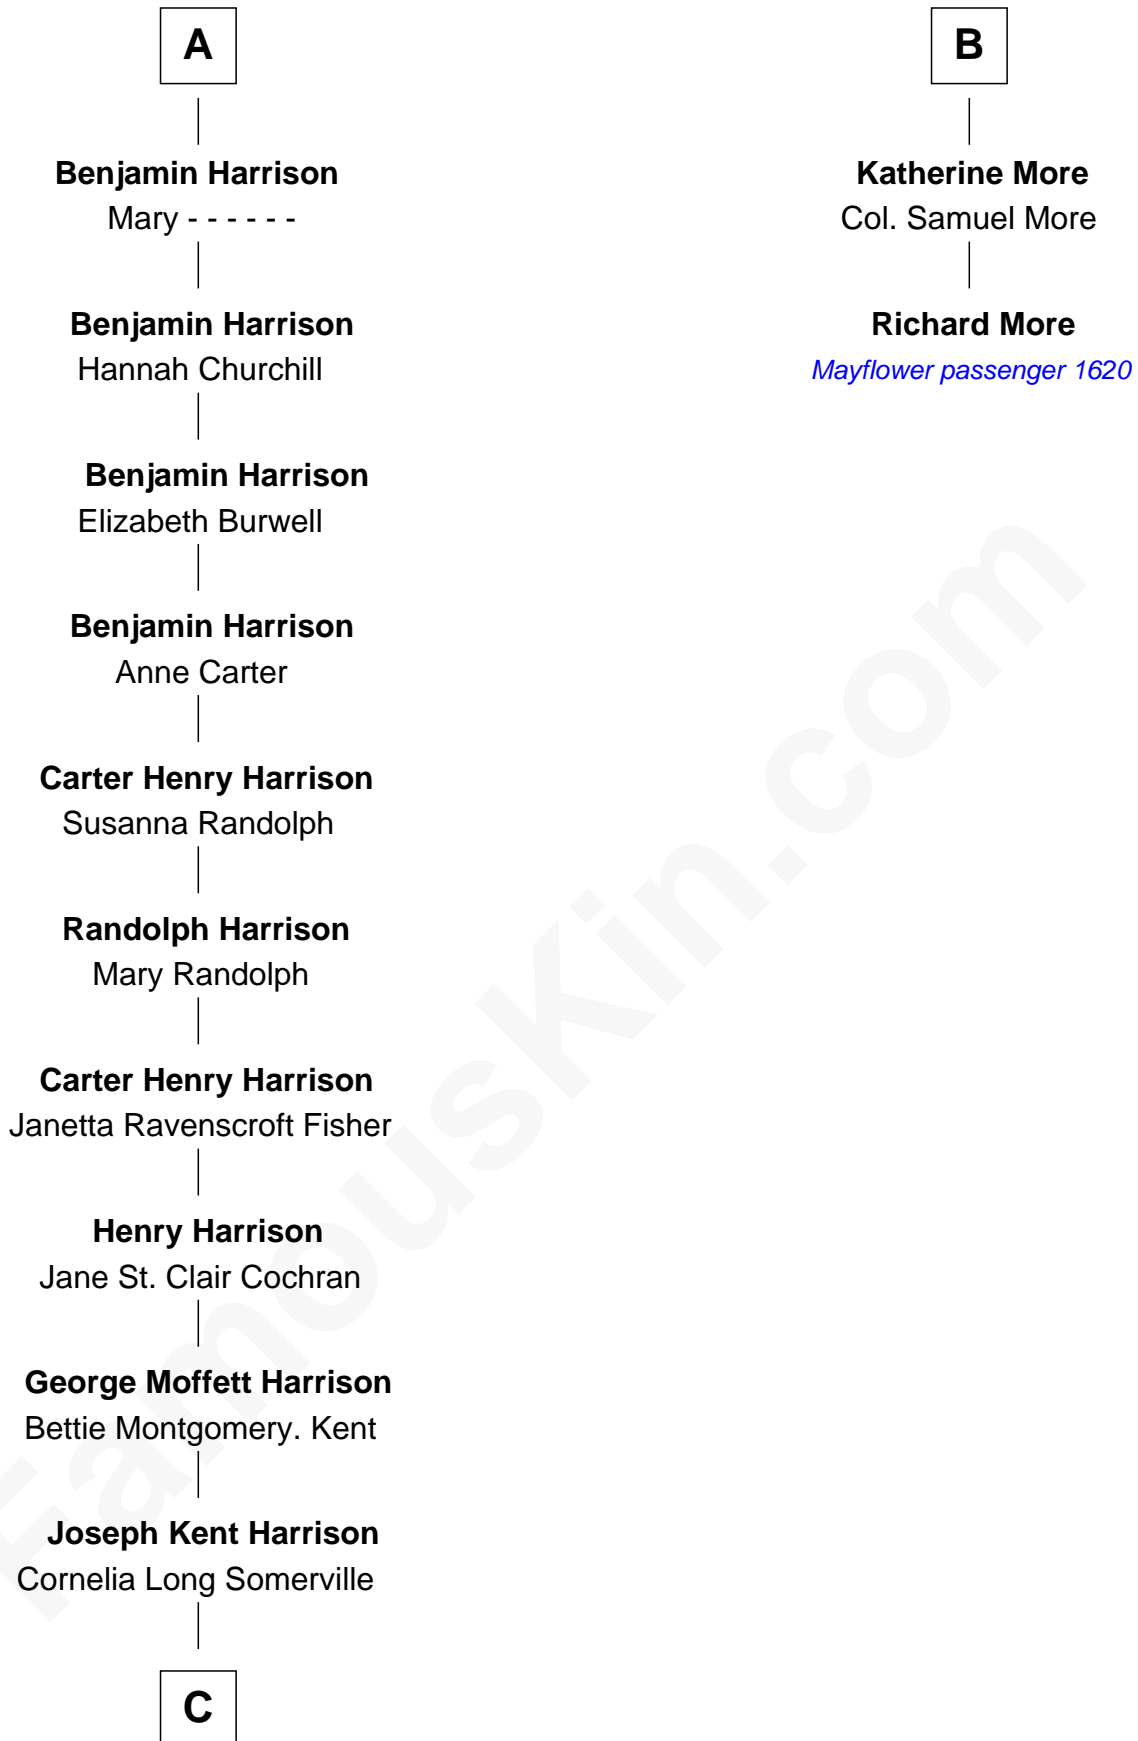 A
Benjamin Harrison
Mary - - - - - -
Benjamin Harrison
Hannah Churchill
Benjamin Harrison
Elizabeth Burwell
Benjamin Harrison
Anne Carter
Carter Henry Harrison
Susanna Randolph
Randolph Harrison
Mary Randolph
Carter Henry Harrison
Janetta Ravenscroft Fisher
Henry Harrison
Jane St. Clair Cochran
George Moffett Harrison
Bettie Montgomery. Kent
Joseph Kent Harrison
Cornelia Long Somerville
C
B
Katherine More
Col. Samuel More
Richard More
Mayflower passenger 1620
FamousKin.com